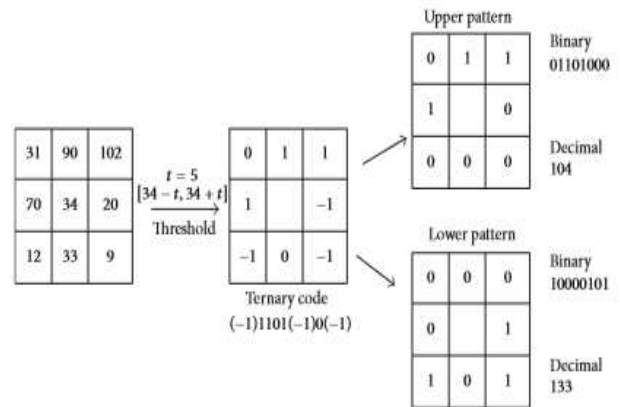 Upper pattern
0 1 1
1 0
0 0 0
Binary
01101000
Decimal
104
31 90 102
70 34 20
12 33 9
t = 5
[34 − t, 34 + t]
Threshold
0 1 1
1 −1
−1 0 −1
Ternary code
(−1)1101(−1)0(−1)
Lower pattern
0 0 0
0 1
1 0 1
Binary
10000101
Decimal
133